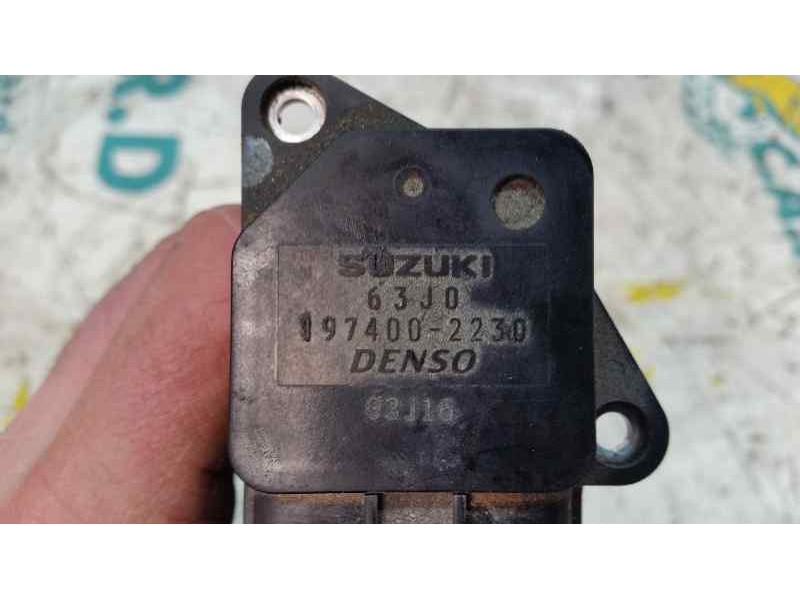 SUZUKI
63J0
197400-2230
DENSO
R.D